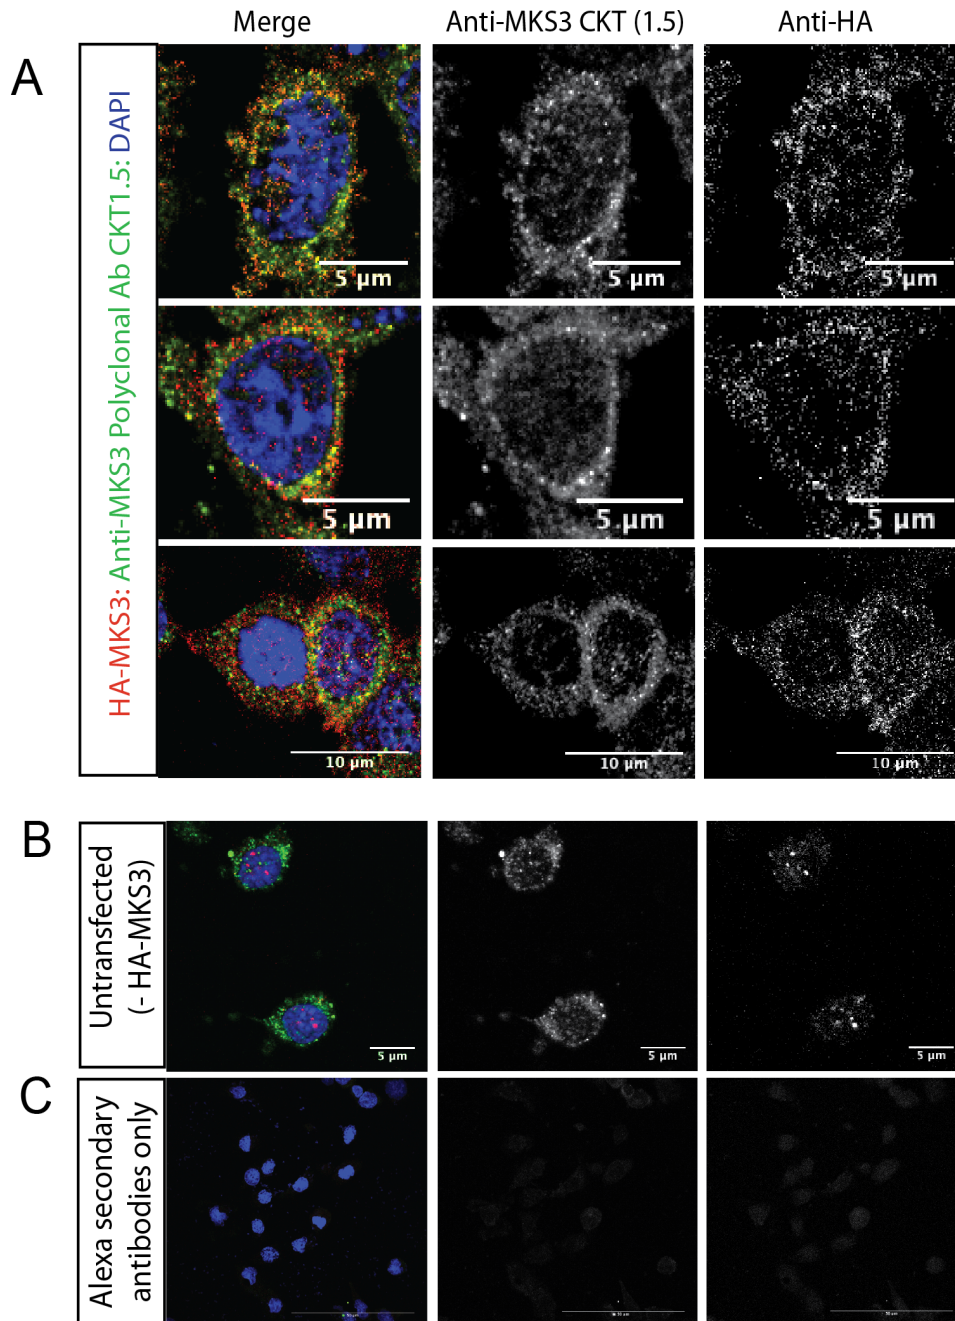 Merge Anti-MKS3 CKT (1.5) Anti-HA
A
HA-MKS3: Anti-MKS3 Polyclonal Ab CKT1.5: DAPI
5 µm 5 µm 5 µm
5 µm 5 µm 5 µm
10 µm 10 µm 10 µm
B
Untransfected
(- HA-MKS3)
5 µm 5 µm 5 µm
C
Alexa secondary
antibodies only